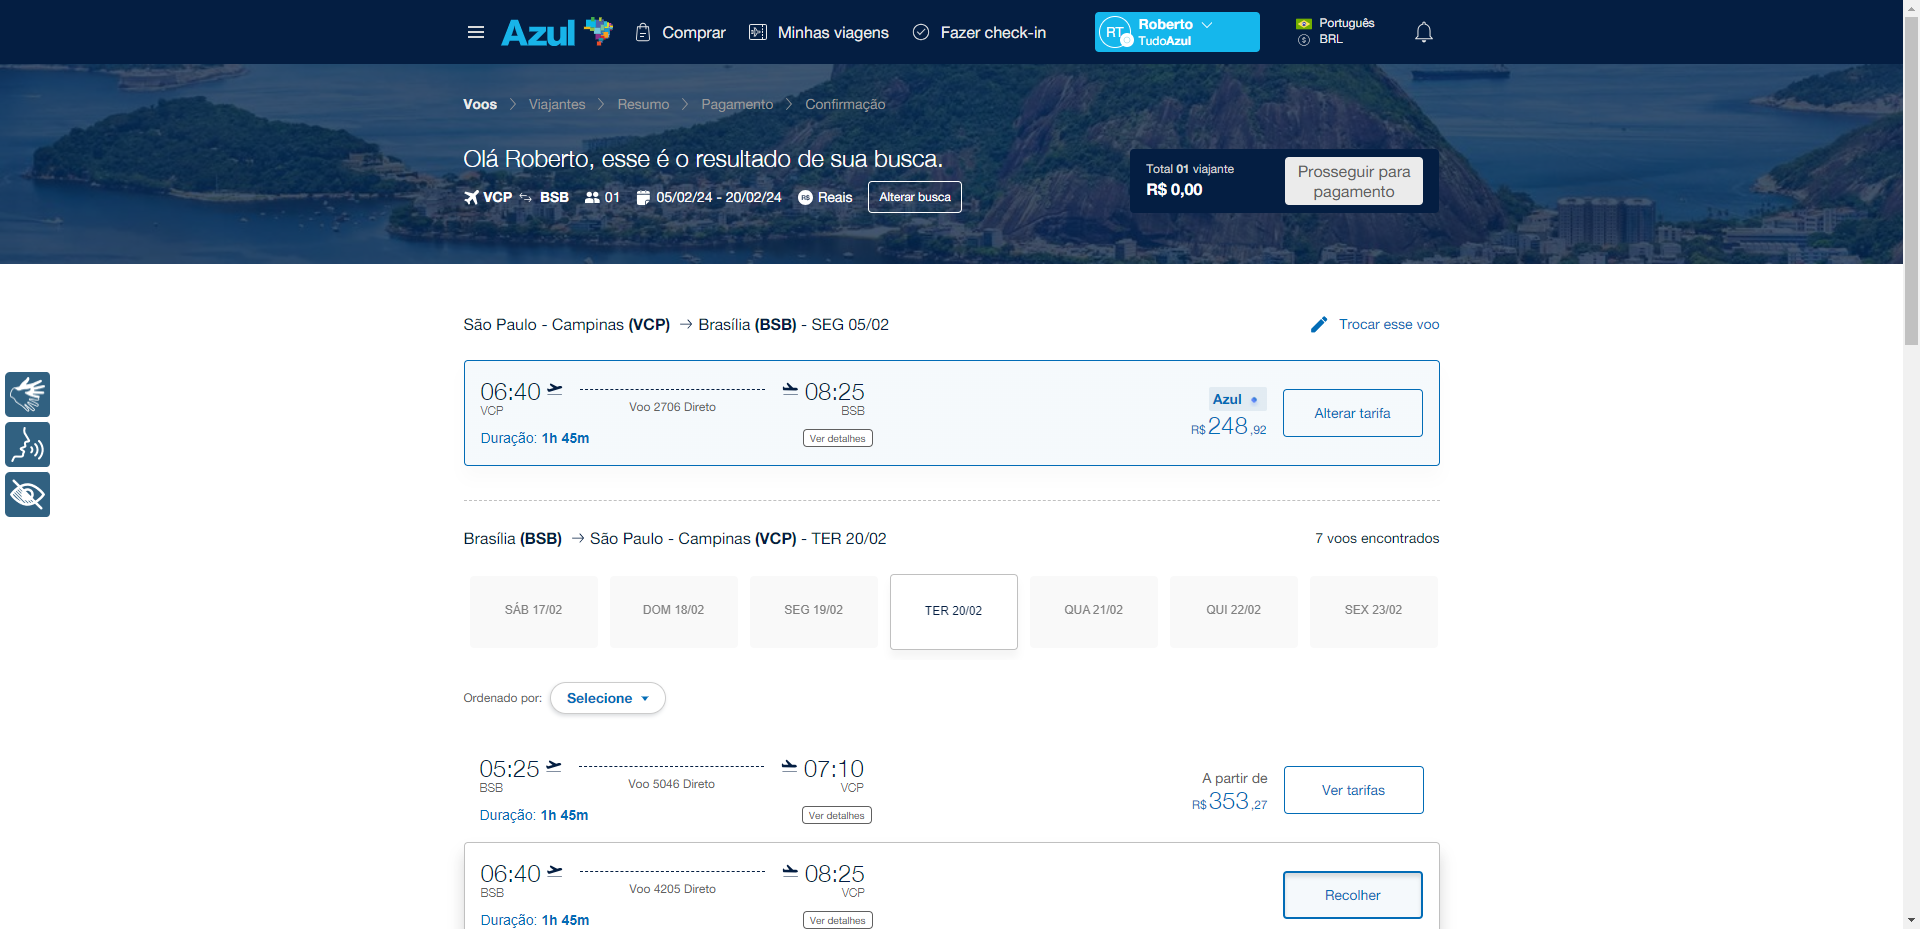 Azul
Comprar
Minhas viagens
Fazer check-in
RT
Roberto
TudoAzul
Português
BRL
Voos
Viajantes
Resumo
Pagamento
Confirmação
Olá Roberto, esse é o resultado de sua busca.
VCP BSB 01 05/02/24 - 20/02/24 R$ Reais Alterar busca
Total 01 viajante
R$ 0,00
Prosseguir para
pagamento
São Paulo - Campinas (VCP) → Brasília (BSB) - SEG 05/02
Trocar esse voo
06:40
VCP
Voo 2706 Direto
08:25
BSB
Duração: 1h 45m
Ver detalhes
Azul
R$ 248,92
Alterar tarifa
Brasília (BSB) → São Paulo - Campinas (VCP) - TER 20/02
7 voos encontrados
SÁB 17/02
DOM 18/02
SEG 19/02
TER 20/02
QUA 21/02
QUI 22/02
SEX 23/02
Ordenado por:
Selecione
05:25
BSB
Voo 5046 Direto
07:10
VCP
Duração: 1h 45m
Ver detalhes
A partir de
R$ 353,27
Ver tarifas
06:40
BSB
Voo 4205 Direto
08:25
VCP
Duração: 1h 45m
Ver detalhes
Recolher